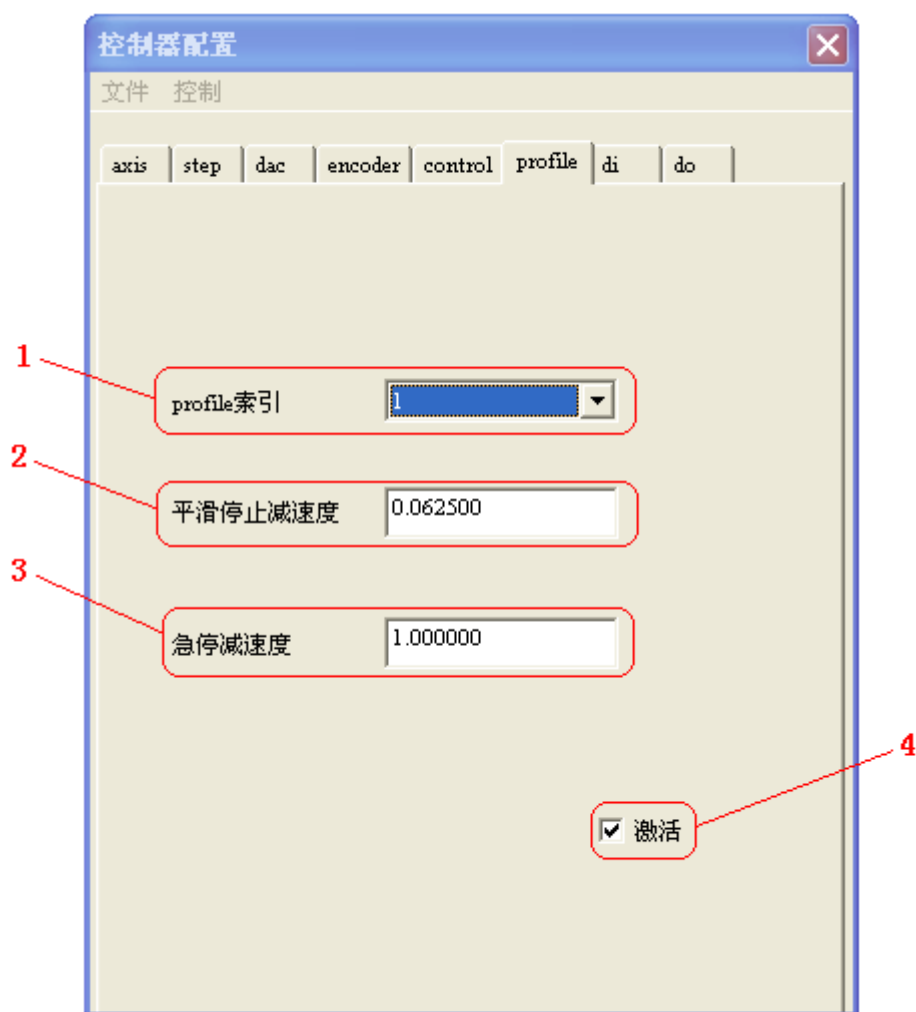 控制器配置
文件 控制
axis step dac encoder control profile di do
1
profile索引 1
2
平滑停止减速度 0.062500
3
急停减速度 1.000000
4
激活